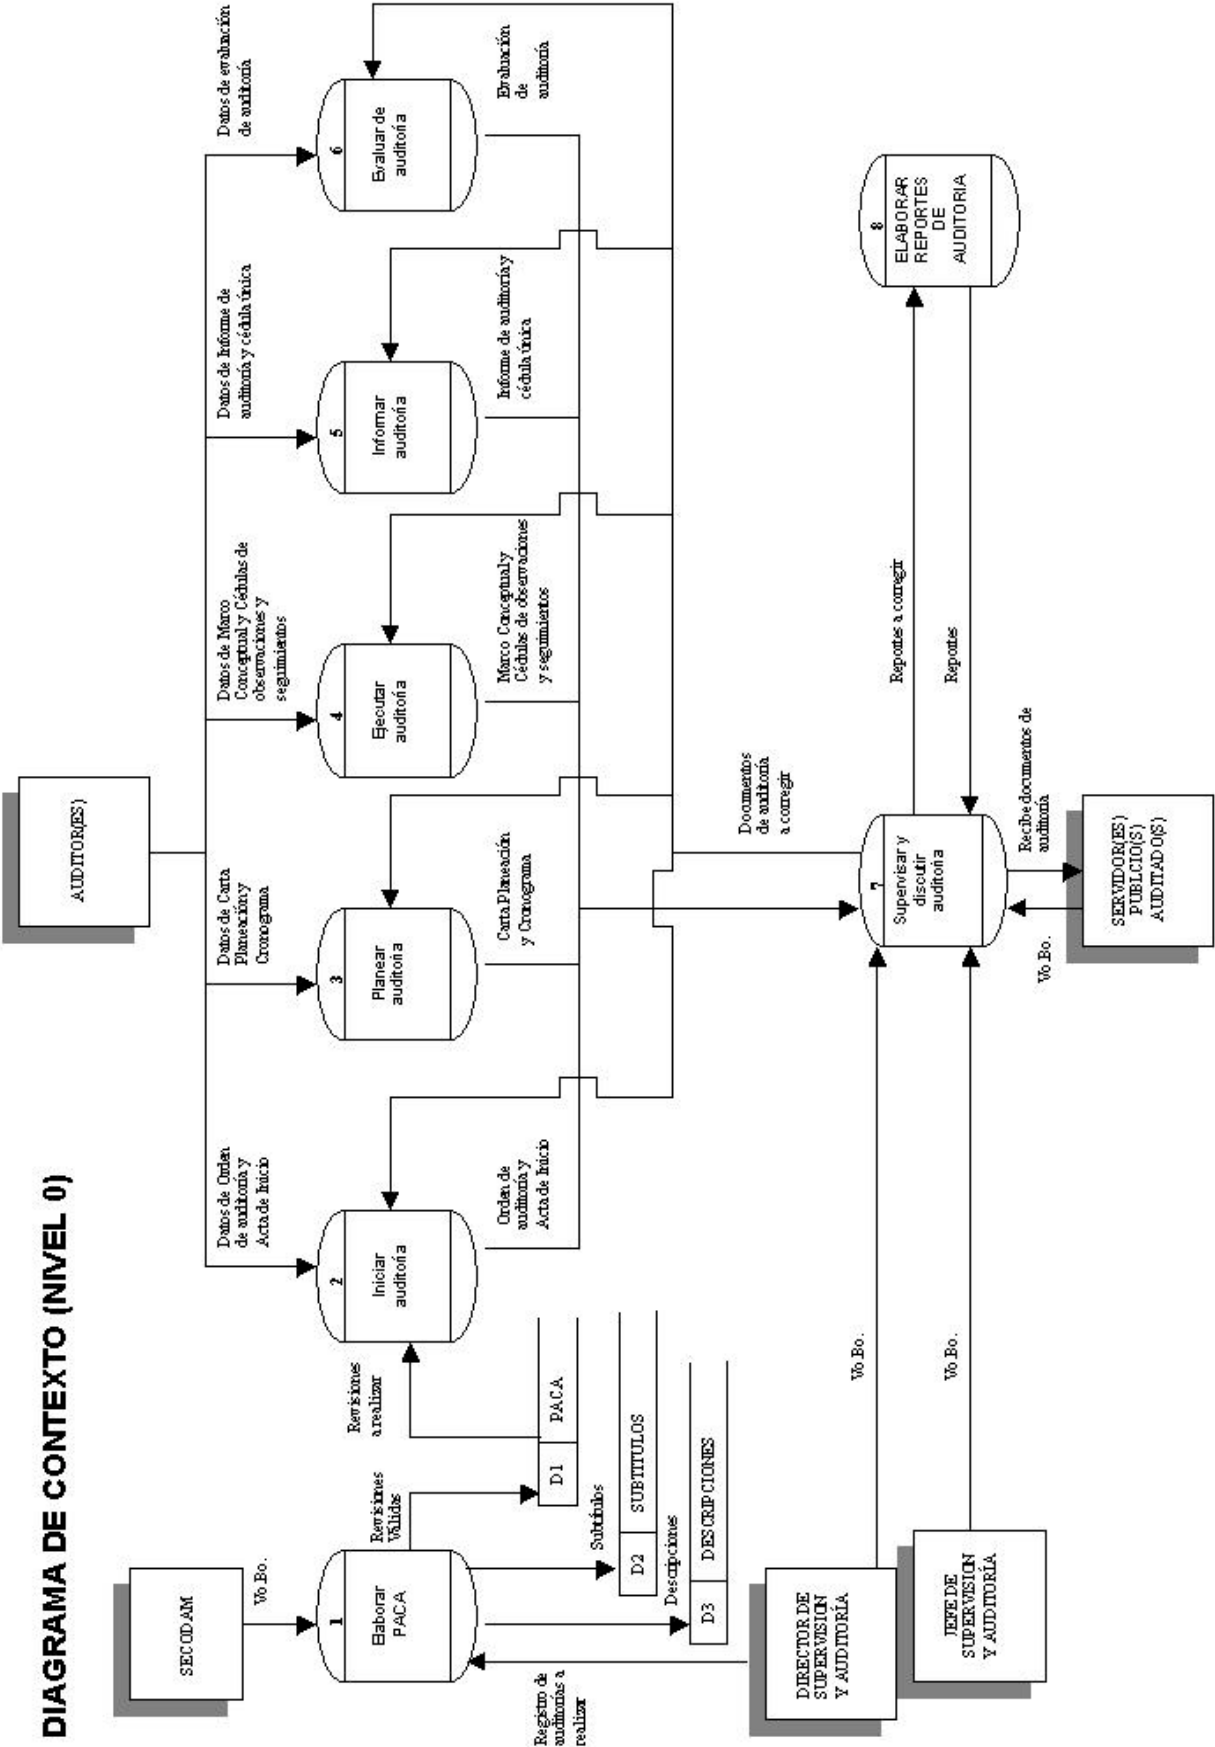 DIAGRAMA DE CONTEXTO (NIVEL 0)
AUDITOR(ES)
SECODAM
Vo.Bo.
Datos de Orden
de auditoría y
Acta de Inicio
Datos de Carta
Planeación y
Cronograma
Datos de Marco
Conceptual y Cédulas de
observaciones y
seguimientos
Datos de Informe de
auditoría y cédula única
Datos de evaluación
de auditoría
1
Elaborar
PACA
2
Iniciar
auditoría
3
Planear
auditoría
4
Ejecutar
auditoría
5
Informar
auditoría
6
Evaluar de
auditoría
Revisiones
Válidas
Revisiones
a realizar
Orden de
auditoría y
Acta de Inicio
Carta Planeación
y Cronograma
Marco Conceptual y
Cédulas de observaciones
y seguimientos
Informe de auditoría y
cédula única
Evaluación
de
auditoría
Registro de
auditorías a
realizar
D1 PACA
Subtítulos
D2 SUBTITULOS
Descripciones
D3 DESCRIPCIONES
Documentos
de auditoría
a corregir
DIRECTOR DE
SUPERVISION
Y AUDITORÍA
Vo.Bo.
JEFE DE
SUPERVISION
Y AUDITORÍA
Vo.Bo.
7
Supervisar y
discutir
auditoría
Reportes a corregir
Reportes
8
ELABORAR
REPORTES
DE
AUDITORIA
Vo.Bo.
Recibe documentos de
auditoría
SERVIDOR(ES)
PUBLCIO(S)
AUDITADO(S)